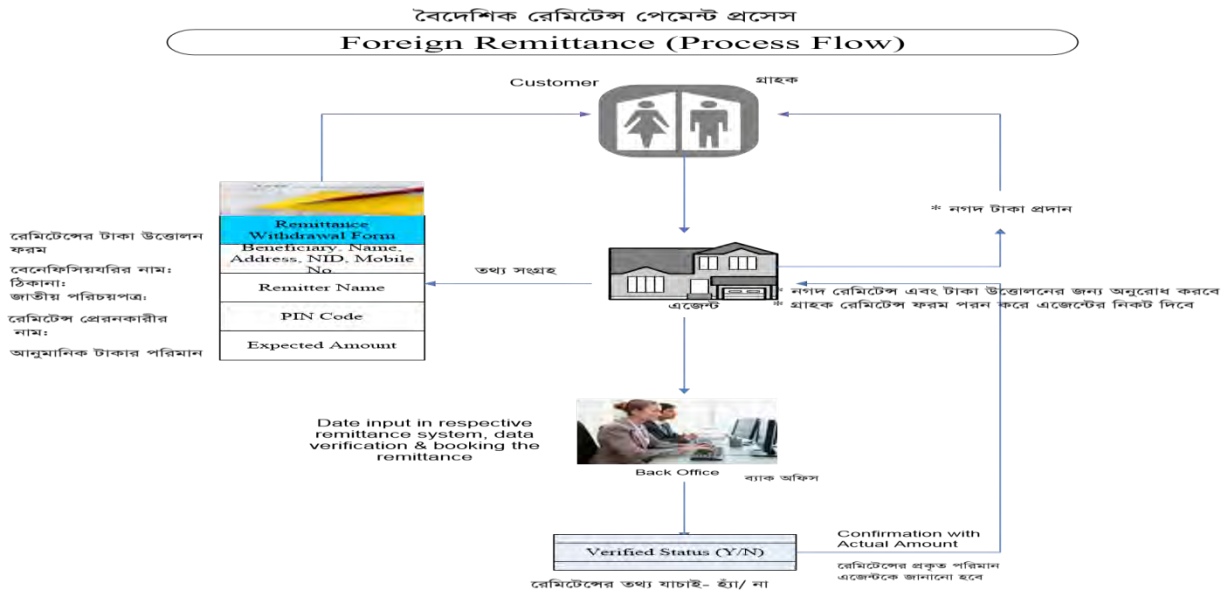 বৈদেশিক রেমিটেন্স পেমেন্ট প্রসেস
Foreign Remittance (Process Flow)
Customer
গ্রাহক
* নগদ টাকা প্রদান
Remittance
Withdrawal Form
Beneficiary, Name,
Address, NID, Mobile
No
Remitter Name
PIN Code
Expected Amount
রেমিটেন্সের টাকা উত্তোলন
ফরম
বেনেফিসিয়যরির নাম:
ঠিকানা:
জাতীয় পরিচয়পত্র:
রেমিটেন্স প্রেরনকারীর
নাম:
আনুমানিক টাকার পরিমান
তথ্য সংগ্রহ
এজেন্ট
* নগদ রেমিটেন্স এবং টাকা উত্তোলনের জন্য অনুরোধ করবে
* গ্রাহক রেমিটেন্স ফরম পরন করে এজেন্টের নিকট দিবে
Date input in respective
remittance system, data
verification & booking the
remittance
Back Office
ব্যাক অফিস
Verified Status (Y/N)
রেমিটেন্সের তথ্য যাচাই- হ্যাঁ/ না
Confirmation with
Actual Amount
রেমিটেন্সের প্রকৃত পরিমান
এজেন্টকে জানানো হবে